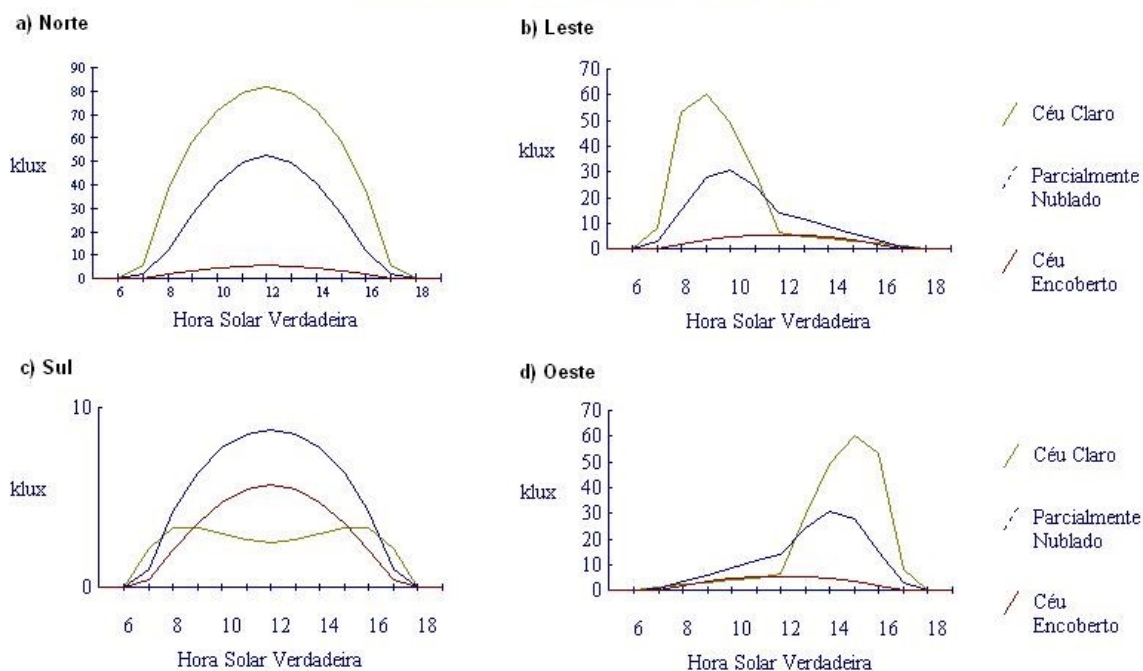 a) Norte
90
80
70
60
50
40
30
20
10
0
klux
6 8 10 12 14 16 18
Hora Solar Verdadeira
b) Leste
70
60
50
40
30
20
10
0
klux
6 8 10 12 14 16 18
Hora Solar Verdadeira
Céu Claro
Parcialmente
Nublado
Céu
Encoberto
c) Sul
10
0
klux
6 8 10 12 14 16 18
Hora Solar Verdadeira
d) Oeste
70
60
50
40
30
20
10
0
klux
6 8 10 12 14 16 18
Hora Solar Verdadeira
Céu Claro
Parcialmente
Nublado
Céu
Encoberto